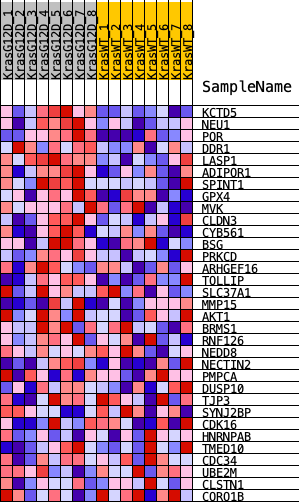 KrasG12D_1
KrasG12D_2
KrasG12D_3
KrasG12D_4
KrasG12D_5
KrasG12D_6
KrasG12D_7
KrasG12D_8
KrasWT_1
KrasWT_2
KrasWT_3
KrasWT_4
KrasWT_5
KrasWT_6
KrasWT_7
KrasWT_8
SampleName
KCTD5
NEU1
POR
DDR1
LASP1
ADIPOR1
SPINT1
GPX4
MVK
CLDN3
CYB561
BSG
PRKCD
ARHGEF16
TOLLIP
SLC37A1
MMP15
AKT1
BRMS1
RNF126
NEDD8
NECTIN2
PMPCA
DUSP10
TJP3
SYNJ2BP
CDK16
HNRNPAB
TMED10
CDC34
UBE2M
CLSTN1
CORO1B